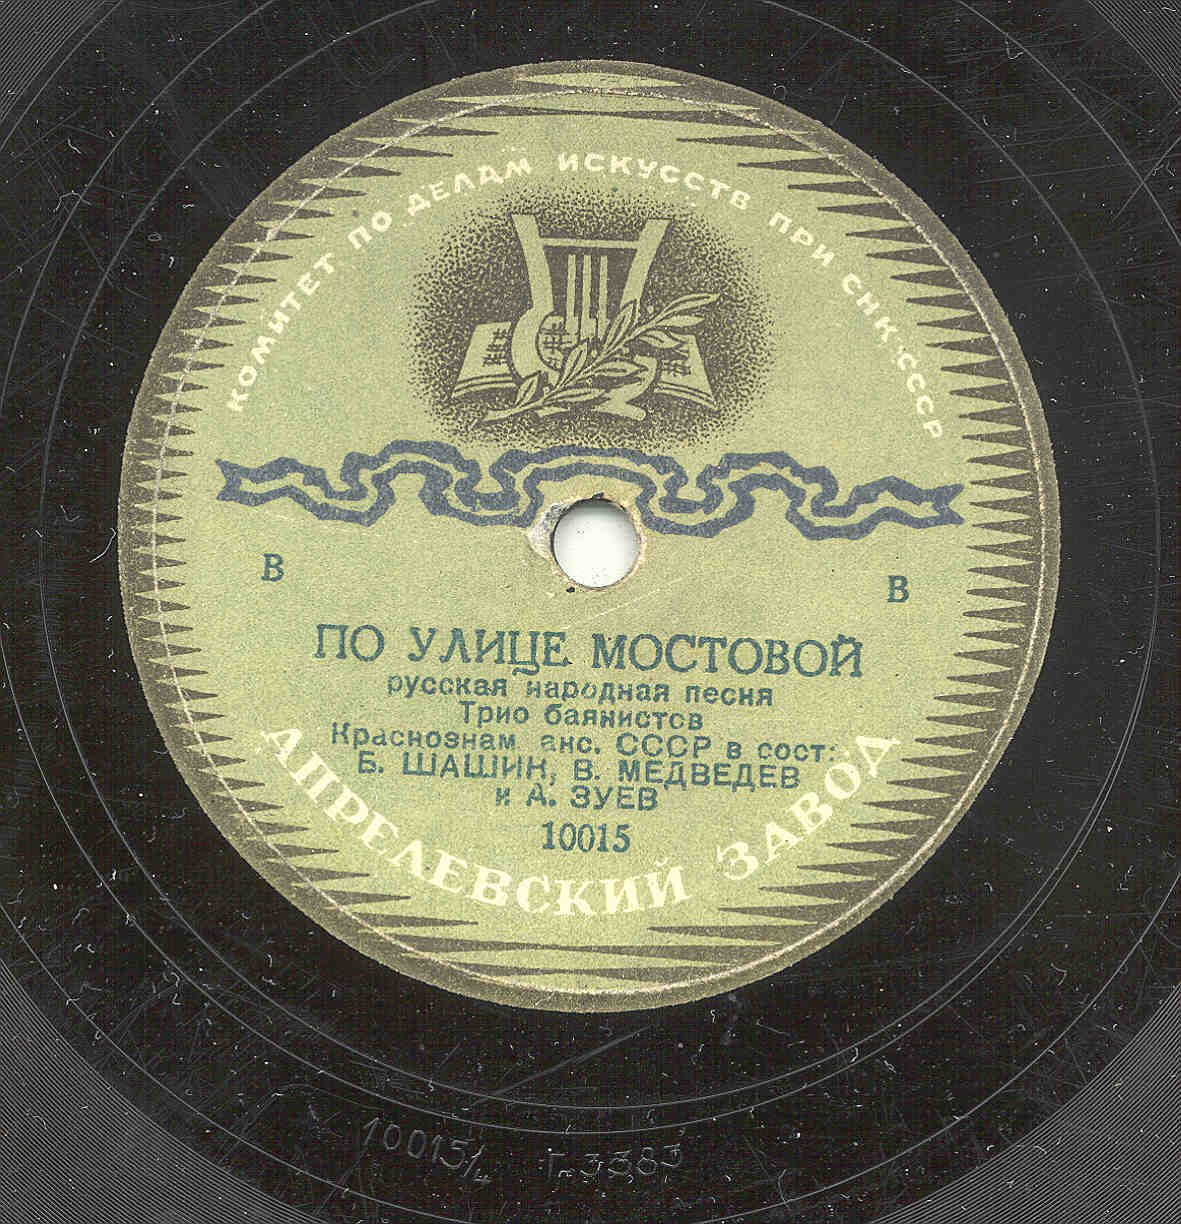 КОМИТЕТ ПО ДЕЛАМ ИСКУССТВ ПРИ СНК СССР
В В
ПО УЛИЦЕ МОСТОВОЙ
русская народная песня
Трио баянистов
Краснознам. анс. СССР в сост:
Б. ШАШИН, В. МЕДВЕДЕВ
и А. ЗУЕВ
10015
АПРЕЛЕВСКИЙ ЗАВОД
10015/4 Г.3383